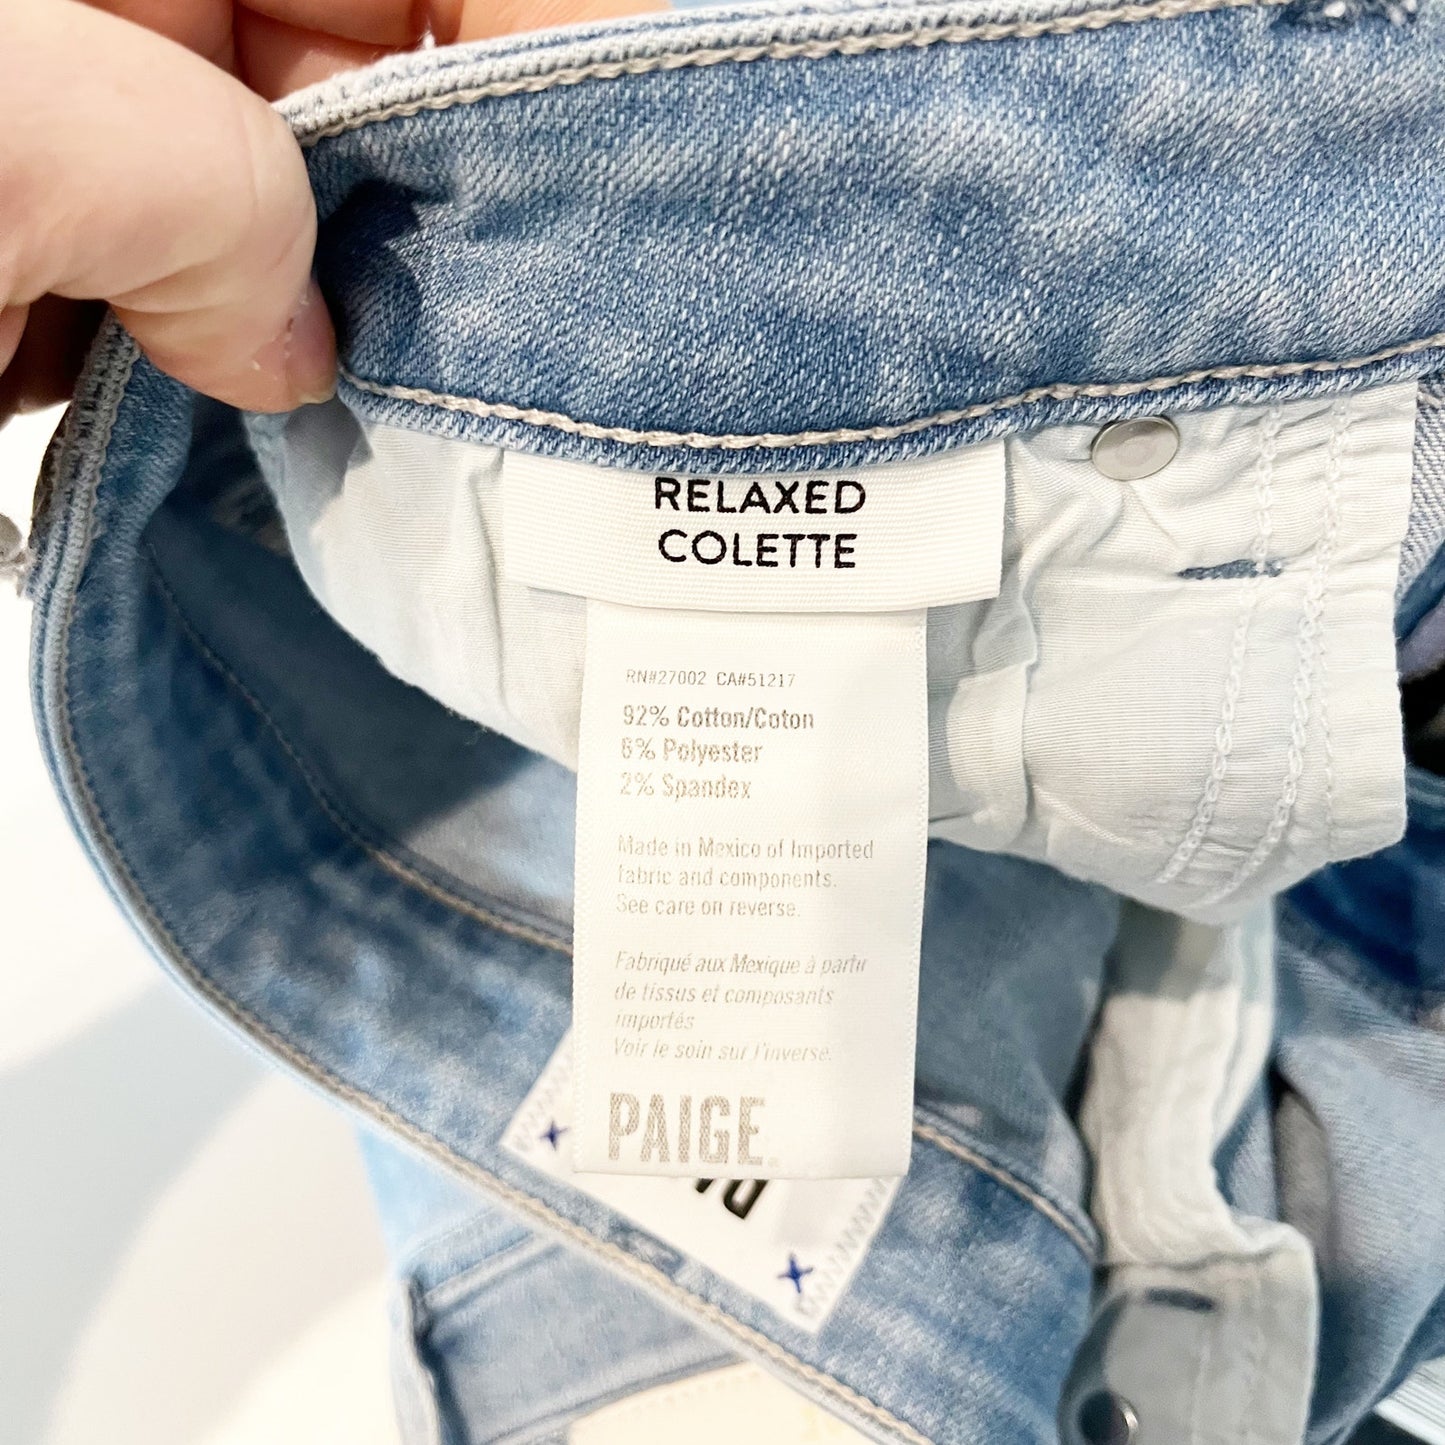 RELAXED
COLETTE
RN#27002 CA#51217
92% Cotton/Coton
6% Polyester
2% Spandex
Made in Mexico of Imported
fabric and components.
See care on reverse.
Fabriqué aux Mexique à partir
de tissus et composants
importés
Voir le soin sur l'inverse.
PAIGE